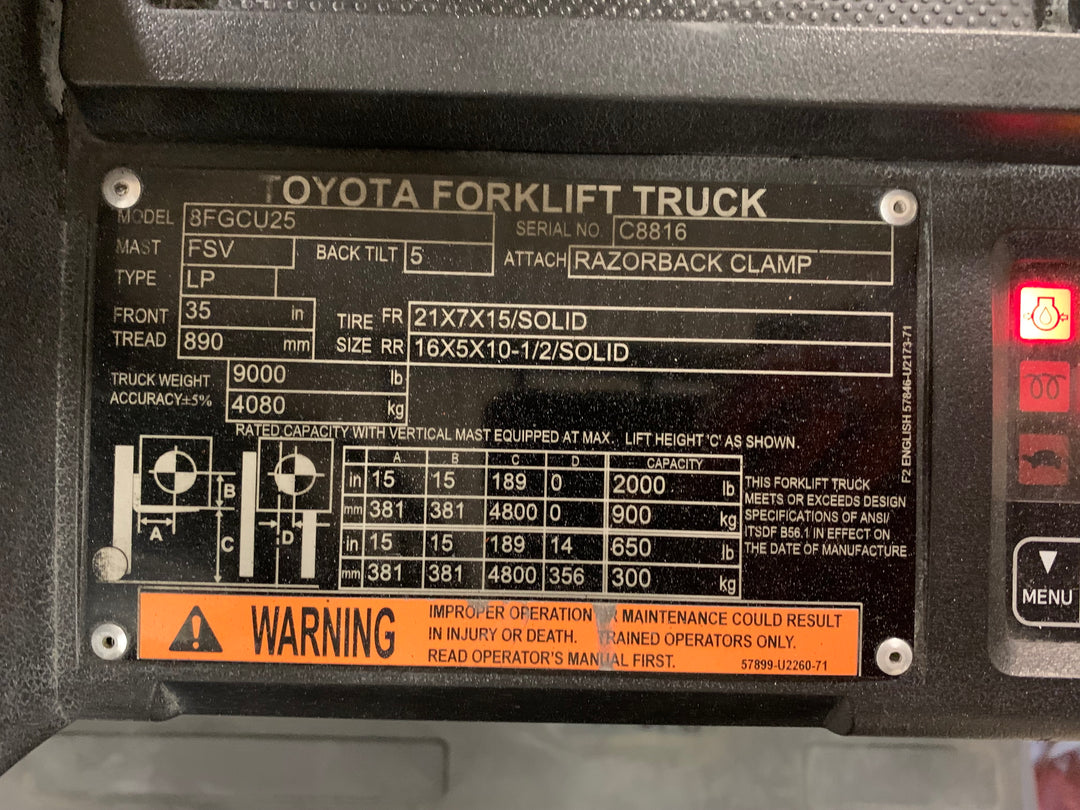 TOYOTA FORKLIFT TRUCK
MODEL 8FGCU25 SERIAL NO. C8816
MAST FSV BACK TILT 5 ATTACH RAZORBACK CLAMP
TYPE LP
FRONT TREAD 35 in
890 mm
TIRE SIZE FR 21X7X15/SOLID
RR 16X5X10-1/2/SOLID
TRUCK WEIGHT 9000 lb
ACCURACY±5% 4080 kg
RATED CAPACITY WITH VERTICAL MAST EQUIPPED AT MAX. LIFT HEIGHT 'C' AS SHOWN.
A B C D CAPACITY
in 15 15 189 0 2000 lb
mm 381 381 4800 0 900 kg
in 15 15 189 14 650 lb
mm 381 381 4800 356 300 kg
A B C D
THIS FORKLIFT TRUCK
MEETS OR EXCEEDS DESIGN
SPECIFICATIONS OF ANSI/
ITSDF B56.1 IN EFFECT ON
THE DATE OF MANUFACTURE
F2 ENGLISH 57846-U2173-71
WARNING
IMPROPER OPERATION R MAINTENANCE COULD RESULT
IN INJURY OR DEATH. TRAINED OPERATORS ONLY.
READ OPERATOR'S MANUAL FIRST.
57899-U2260-71
MENU